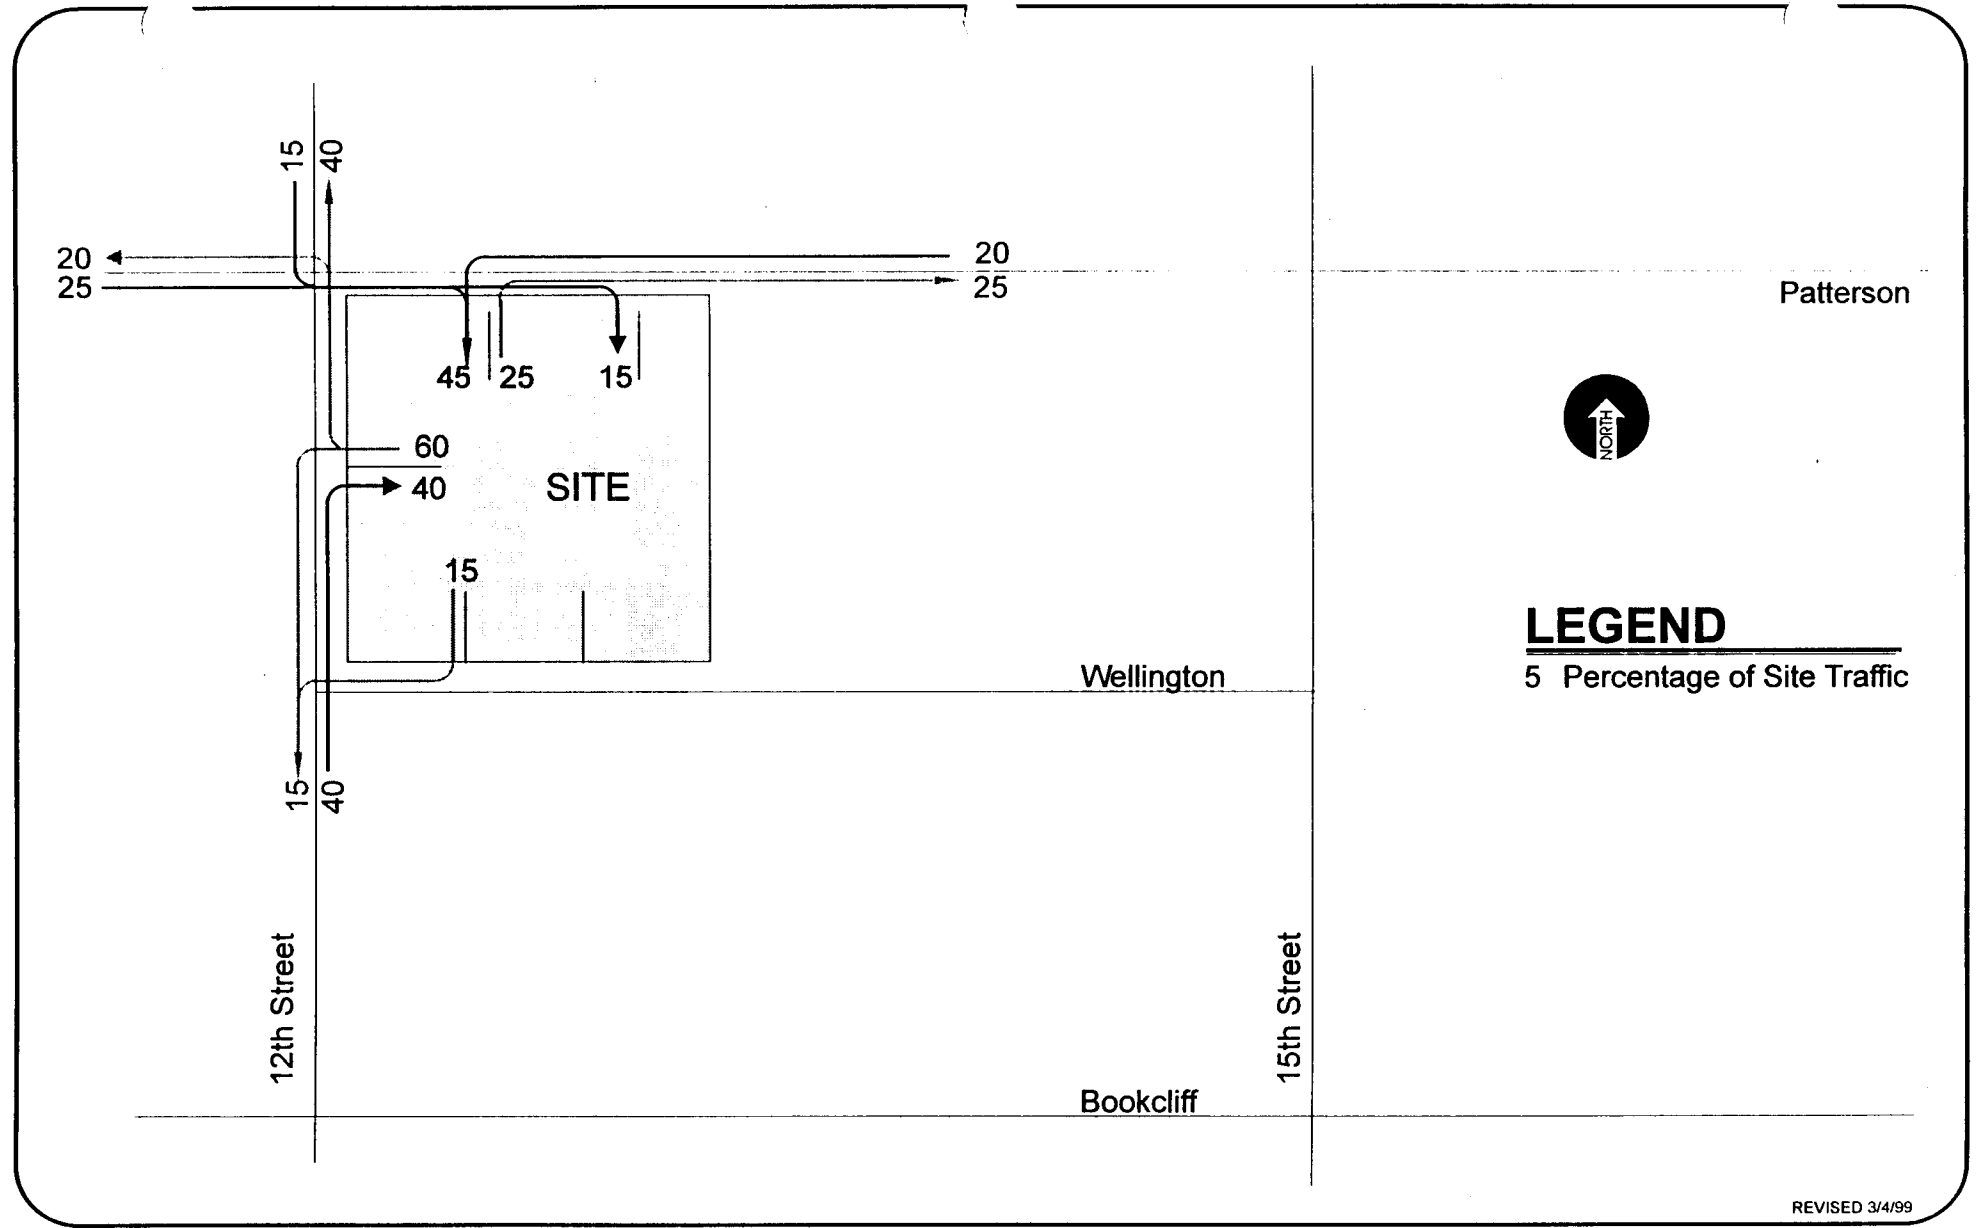 15 40
20
20
25
25
Patterson
45 25 15
NORTH
60
SITE
40
15
LEGEND
Wellington
5 Percentage of Site Traffic
15 40
12th Street
15th Street
Bookcliff
REVISED 3/4/99